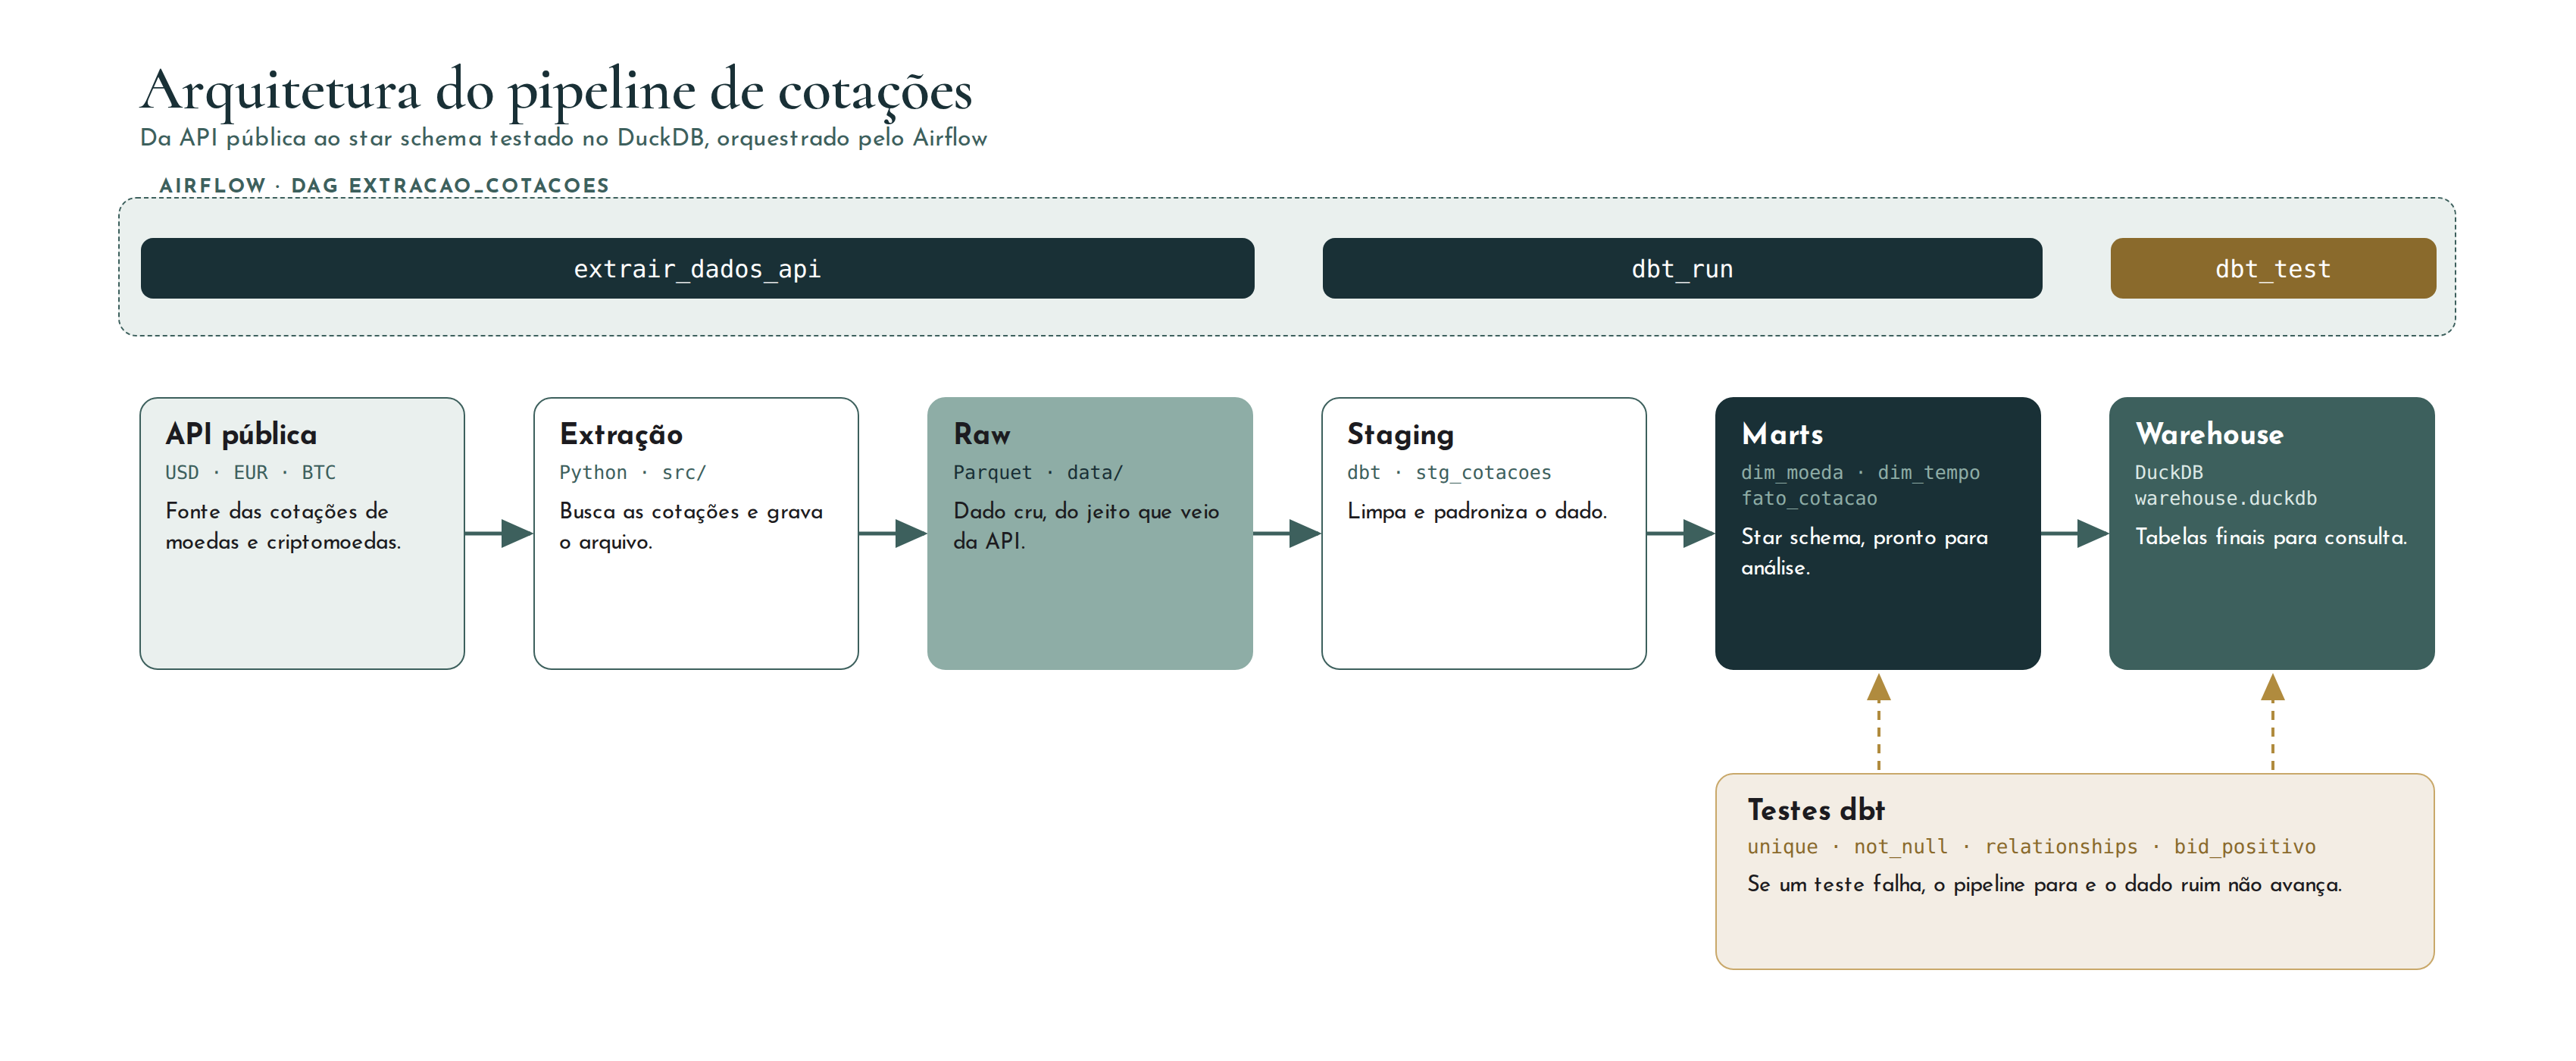 Arquitetura do pipeline de cotações
Da API pública ao star schema testado no DuckDB, orquestrado pelo Airflow
AIRFLOW · DAG EXTRACAO_COTACOES
extrair_dados_api
dbt_run
dbt_test
API pública
USD · EUR · BTC
Fonte das cotações de
moedas e criptomoedas.
Extração
Python · src/
Busca as cotações e grava
o arquivo.
Raw
Parquet · data/
Dado cru, do jeito que veio
da API.
Staging
dbt · stg_cotacoes
Limpa e padroniza o dado.
Marts
dim_moeda · dim_tempo
fato_cotacao
Star schema, pronto para
análise.
Warehouse
DuckDB
warehouse.duckdb
Tabelas finais para consulta.
Testes dbt
unique · not_null · relationships · bid_positivo
Se um teste falha, o pipeline para e o dado ruim não avança.